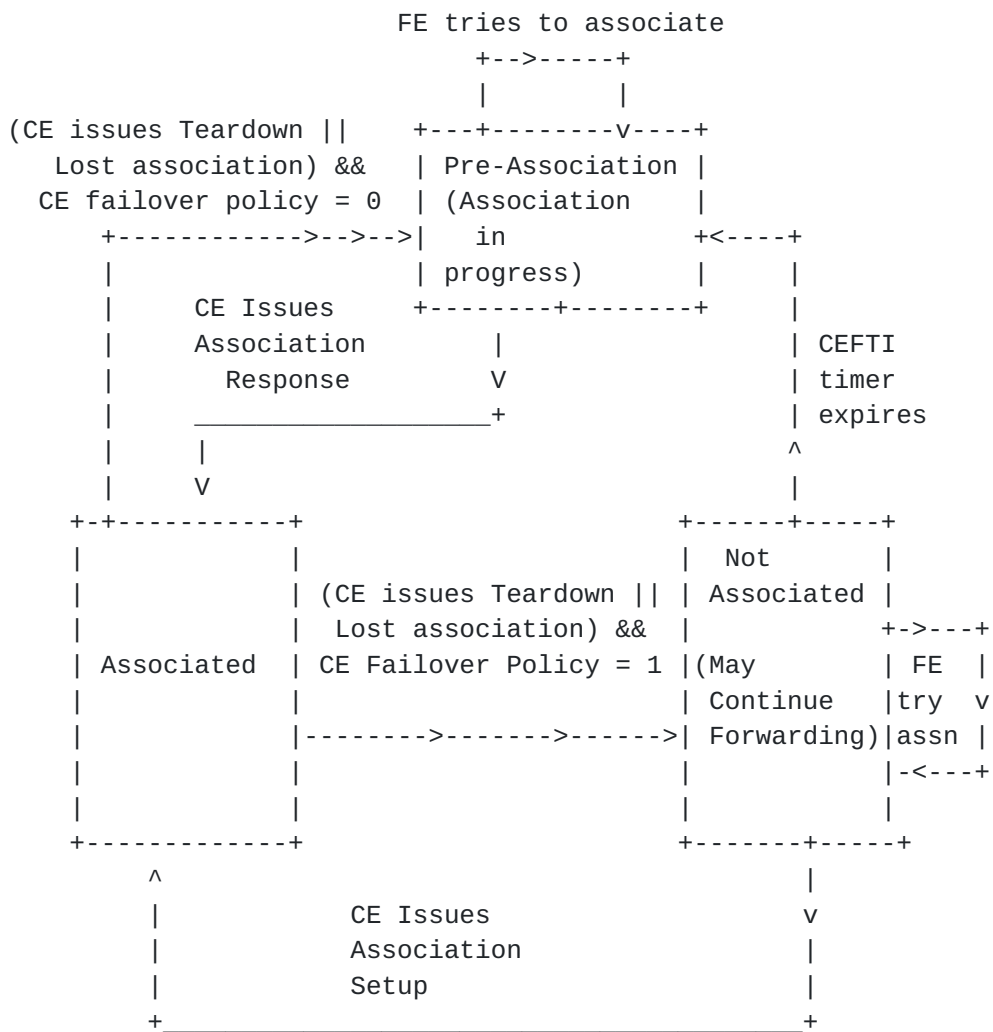 FE tries to associate
(CE issues Teardown ||
Lost association) &&
CE failover policy = 0
Pre-Association
(Association
in
progress)
CE Issues
Association
Response
CEFTI
timer
expires
Associated
(CE issues Teardown ||
Lost association) &&
CE Failover Policy = 1
Not
Associated
(May
Continue
Forwarding)
FE
try
assn
CE Issues
Association
Setup